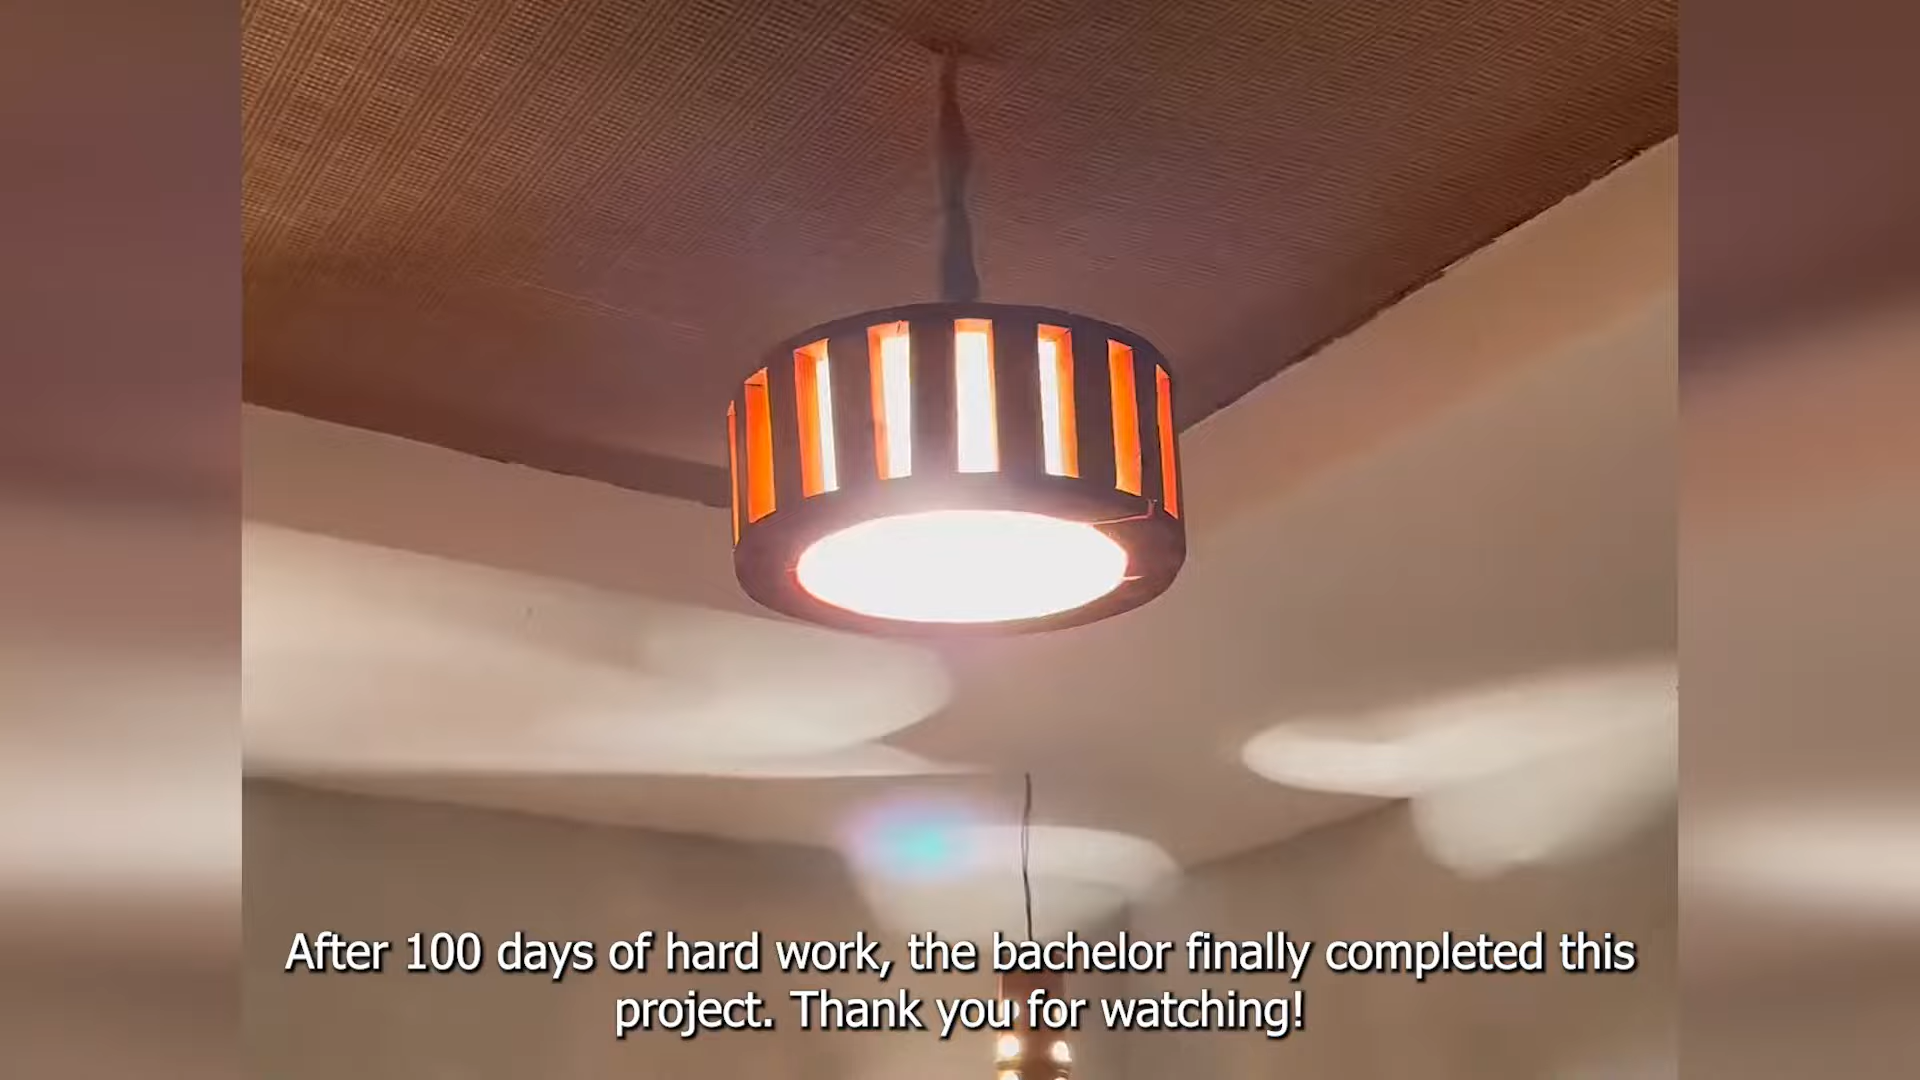 After 100 days of hard work, the bachelor finally completed this
project. Thank you for watching!